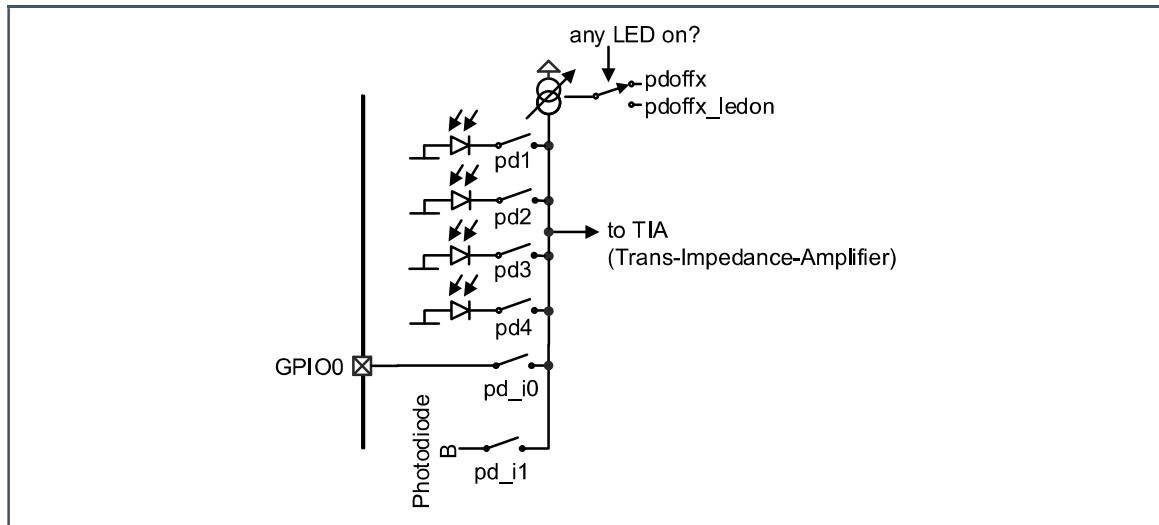 any LED on?
pdoffx
pdoffx_ledon
pd1
pd2
to TIA
(Trans-Impedance-Amplifier)
pd3
pd4
GPIO0
pd_i0
Photodiode
B
pd_i1